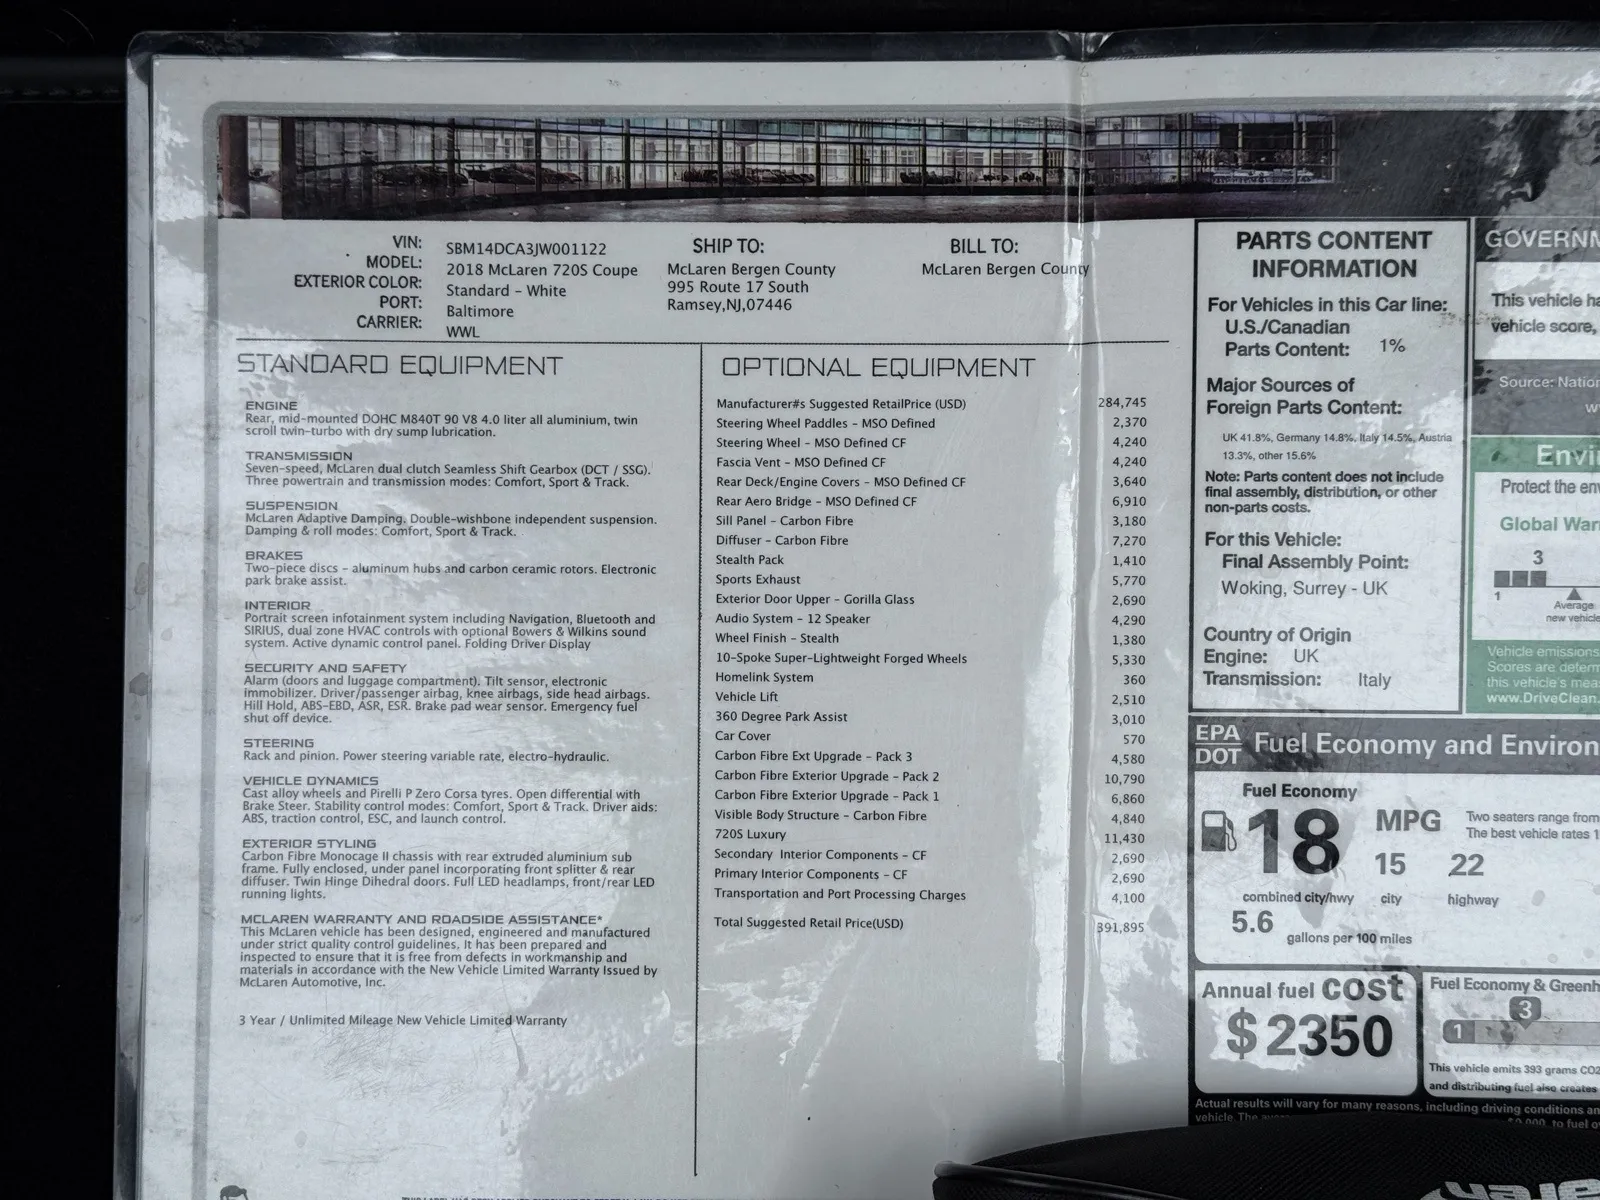 VIN: SBM14DCA3JW001122
MODEL: 2018 McLaren 720S Coupe
EXTERIOR COLOR: Standard - White
PORT: Baltimore
CARRIER: WWL
SHIP TO:
McLaren Bergen County
995 Route 17 South
Ramsey,NJ,07446
BILL TO:
McLaren Bergen County
STANDARD EQUIPMENT
ENGINE
Rear, mid-mounted DOHC M840T 90 V8 4.0 liter all aluminium, twin
scroll twin-turbo with dry sump lubrication.
TRANSMISSION
Seven-speed, McLaren dual clutch Seamless Shift Gearbox (DCT / SSG).
Three powertrain and transmission modes: Comfort, Sport & Track.
SUSPENSION
McLaren Adaptive Damping. Double-wishbone independent suspension.
Damping & roll modes: Comfort, Sport & Track.
BRAKES
Two-piece discs - aluminum hubs and carbon ceramic rotors. Electronic
park brake assist.
INTERIOR
Portrait screen infotainment system including Navigation, Bluetooth and
SIRIUS, dual zone HVAC controls with optional Bowers & Wilkins sound
system. Active dynamic control panel. Folding Driver Display
SECURITY AND SAFETY
Alarm (doors and luggage compartment). Tilt sensor, electronic
immobilizer. Driver/passenger airbag, knee airbags, side head airbags.
Hill Hold, ABS-EBD, ASR, ESR. Brake pad wear sensor. Emergency fuel
shut off device.
STEERING
Rack and pinion. Power steering variable rate, electro-hydraulic.
VEHICLE DYNAMICS
Cast alloy wheels and Pirelli P Zero Corsa tyres. Open differential with
Brake Steer. Stability control modes: Comfort, Sport & Track. Driver aids:
ABS, traction control, ESC, and launch control.
EXTERIOR STYLING
Carbon Fibre Monocage II chassis with rear extruded aluminium sub
frame. Fully enclosed, under panel incorporating front splitter & rear
diffuser. Twin Hinge Dihedral doors. Full LED headlamps, front/rear LED
running lights.
MCLAREN WARRANTY AND ROADSIDE ASSISTANCE*
This McLaren vehicle has been designed, engineered and manufactured
under strict quality control guidelines. It has been prepared and
inspected to ensure that it is free from defects in workmanship and
materials in accordance with the New Vehicle Limited Warranty Issued by
McLaren Automotive, Inc.
3 Year / Unlimited Mileage New Vehicle Limited Warranty
OPTIONAL EQUIPMENT
Manufacturer#s Suggested RetailPrice (USD) 284,745
Steering Wheel Paddles - MSO Defined 2,370
Steering Wheel - MSO Defined CF 4,240
Fascia Vent - MSO Defined CF 4,240
Rear Deck/Engine Covers - MSO Defined CF 3,640
Rear Aero Bridge - MSO Defined CF 6,910
Sill Panel - Carbon Fibre 3,180
Diffuser - Carbon Fibre 7,270
Stealth Pack 1,410
Sports Exhaust 5,770
Exterior Door Upper - Gorilla Glass 2,690
Audio System - 12 Speaker 4,290
Wheel Finish - Stealth 1,380
10-Spoke Super-Lightweight Forged Wheels 5,330
Homelink System 360
Vehicle Lift 2,510
360 Degree Park Assist 3,010
Car Cover 570
Carbon Fibre Ext Upgrade - Pack 3 4,580
Carbon Fibre Exterior Upgrade - Pack 2 10,790
Carbon Fibre Exterior Upgrade - Pack 1 6,860
Visible Body Structure - Carbon Fibre 4,840
720S Luxury 11,430
Secondary Interior Components - CF 2,690
Primary Interior Components - CF 2,690
Transportation and Port Processing Charges 4,100
Total Suggested Retail Price(USD) 391,895
PARTS CONTENT
INFORMATION
For Vehicles in this Car line:
U.S./Canadian
Parts Content: 1%
Major Sources of
Foreign Parts Content:
UK 41.8%, Germany 14.8%, Italy 14.5%, Austria
13.3%, other 15.6%
Note: Parts content does not include
final assembly, distribution, or other
non-parts costs.
For this Vehicle:
Final Assembly Point:
Woking, Surrey - UK
Country of Origin
Engine: UK
Transmission: Italy
GOVERNM
This vehicle ha
vehicle score,
Source: Nation
w
Envi
Protect the env
Global War
3
1
Average
new vehicle
Vehicle emissions
Scores are determ
this vehicle's mea
www.DriveClean.
EPA
DOT
Fuel Economy and Environ
Fuel Economy
18 MPG
15 22
combined city/hwy city highway
5.6
gallons per 100 miles
Two seaters range from
The best vehicle rates 1
Annual fuel cost
$2350
Fuel Economy & Greenh
3
1
This vehicle emits 393 grams CO2
and distributing fuel also creates
Actual results will vary for many reasons, including driving conditions an
vehicle. The
to fuel